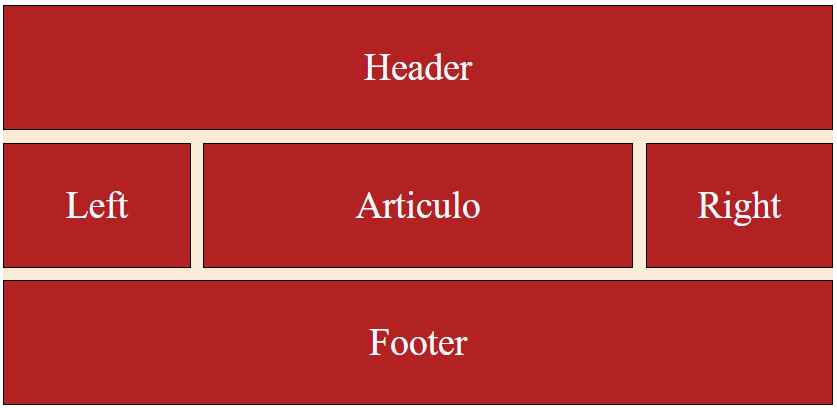 Header
Left
Articulo
Right
Footer